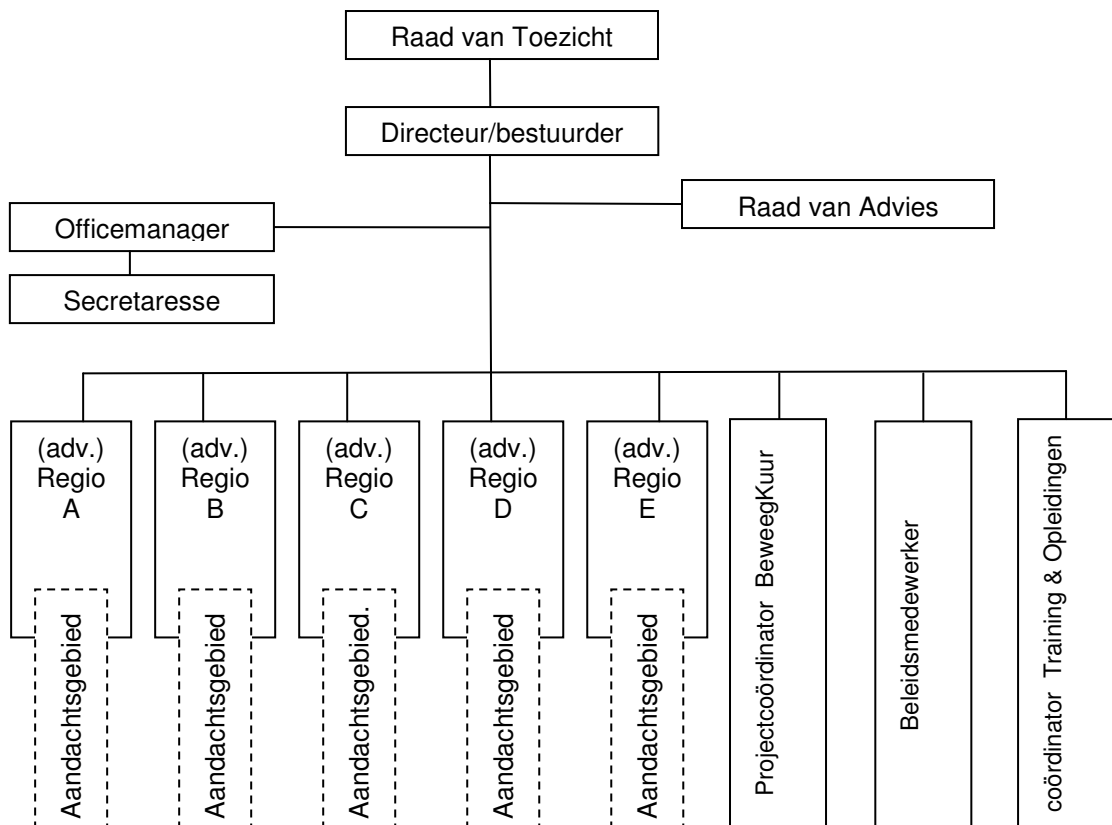 Raad van Toezicht
Directeur/bestuurder
Raad van Advies
Officemanager
Secretaresse
(adv.)
Regio
A
(adv.)
Regio
B
(adv.)
Regio
C
(adv.)
Regio
D
(adv.)
Regio
E
Projectcoördinator BeweegKuur
Beleidsmedewerker
coördinator Training & Opleidingen
Aandachtsgebied
Aandachtsgebied
Aandachtsgebied.
Aandachtsgebied
Aandachtsgebied